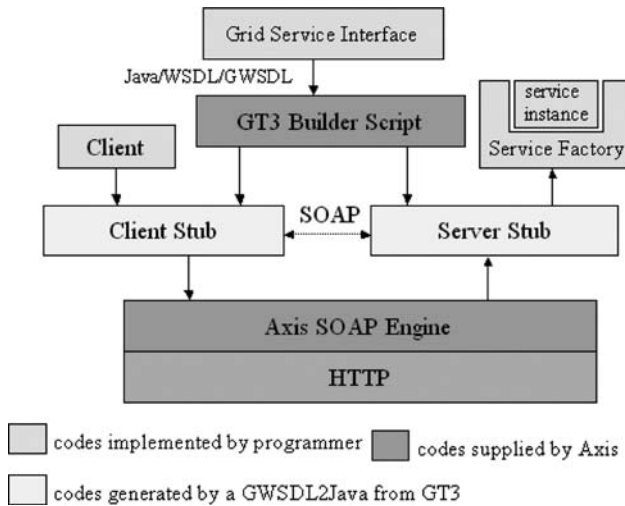 Grid Service Interface
Java/WSDL/GWSDL
service
instance
GT3 Builder Script
Service Factory
Client
SOAP
Client Stub
Server Stub
Axis SOAP Engine
HTTP
codes implemented by programmer
codes supplied by Axis
codes generated by a GWSDL2Java from GT3